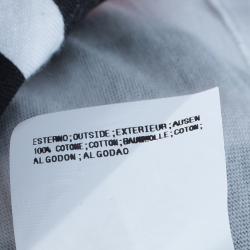 ESTERNO;OUTSIDE;EXTERIEUR;AUSEN
100% COTONE;COTTON;BAUMWOLLE;COTON;
ALGODON;ALGODAO